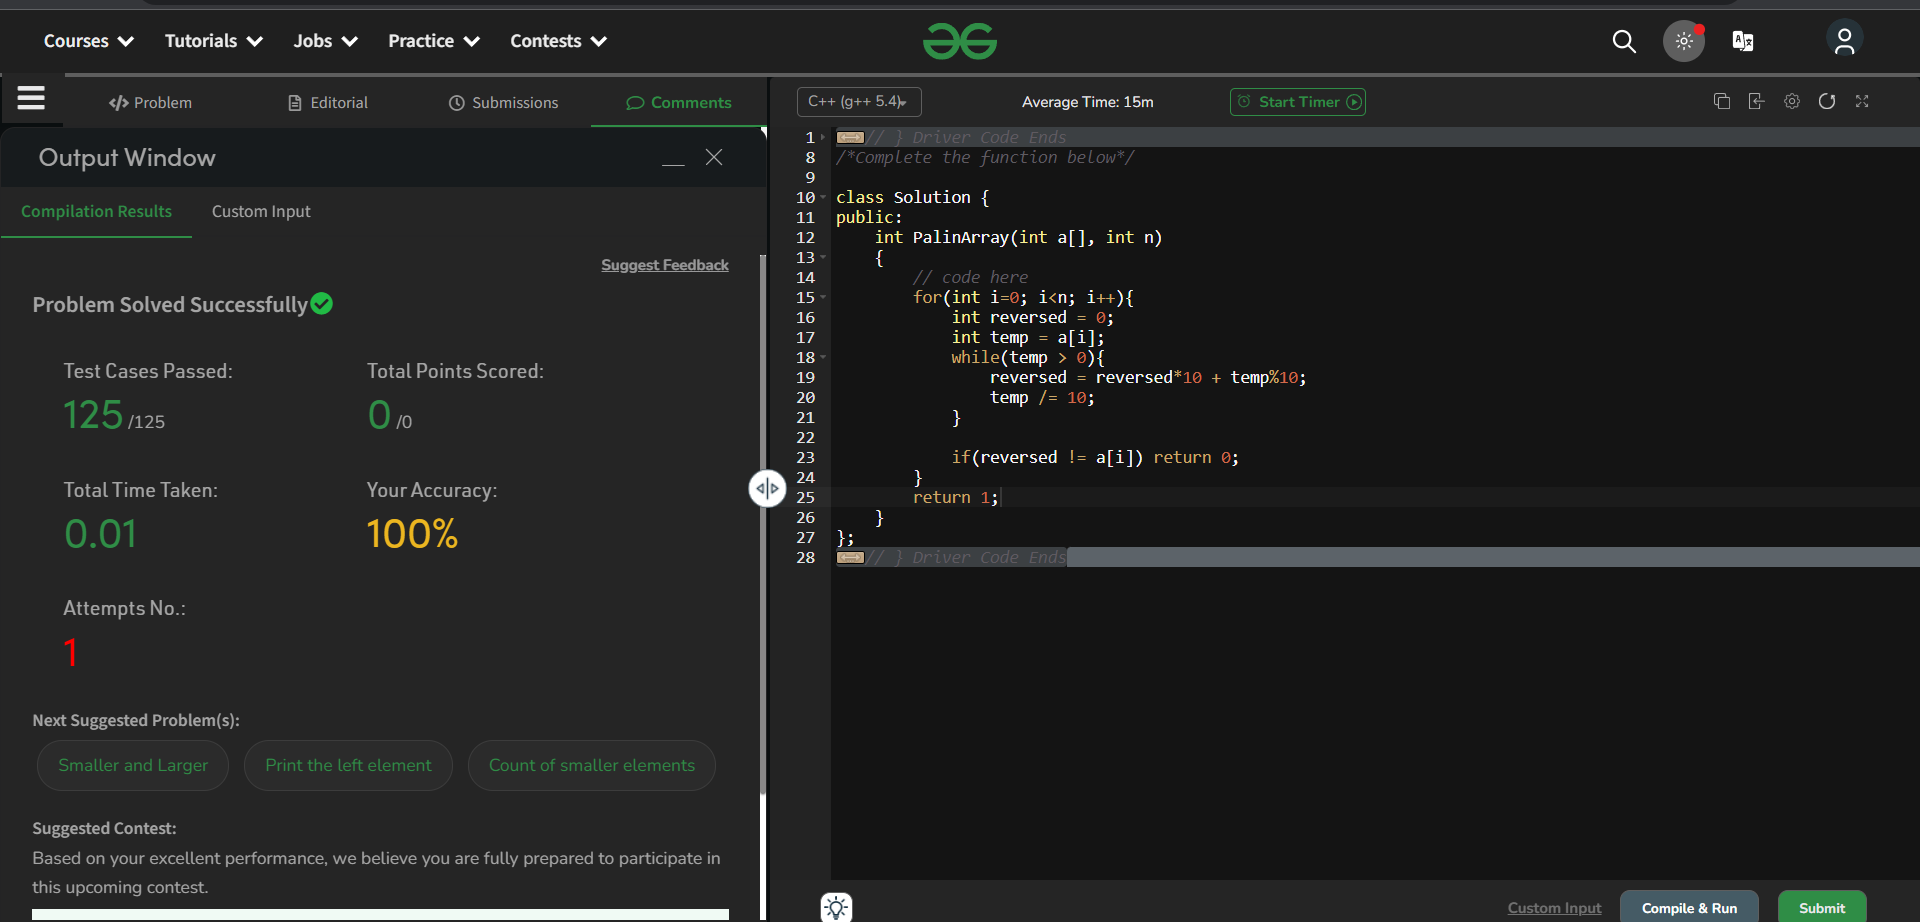 Courses Tutorials Jobs Practice Contests
Problem Editorial Submissions Comments
Output Window
Compilation Results Custom Input
Suggest Feedback
Problem Solved Successfully
Test Cases Passed: Total Points Scored:
125 /125 0 /0
Total Time Taken: Your Accuracy:
0.01 100%
Attempts No.:
1
Next Suggested Problem(s):
Smaller and Larger Print the left element Count of smaller elements
Suggested Contest:
Based on your excellent performance, we believe you are fully prepared to participate in
this upcoming contest.
C++ (g++ 5.4) Average Time: 15m Start Timer
1 // } Driver Code Ends
8 /*Complete the function below*/
9
10 class Solution {
11 public:
12     int PalinArray(int a[], int n)
13     {
14         // code here
15         for(int i=0; i<n; i++){
16             int reversed = 0;
17             int temp = a[i];
18             while(temp > 0){
19                 reversed = reversed*10 + temp%10;
20                 temp /= 10;
21             }
22
23             if(reversed != a[i]) return 0;
24         }
25         return 1;
26     }
27 };
28 // } Driver Code Ends
Custom Input Compile & Run Submit